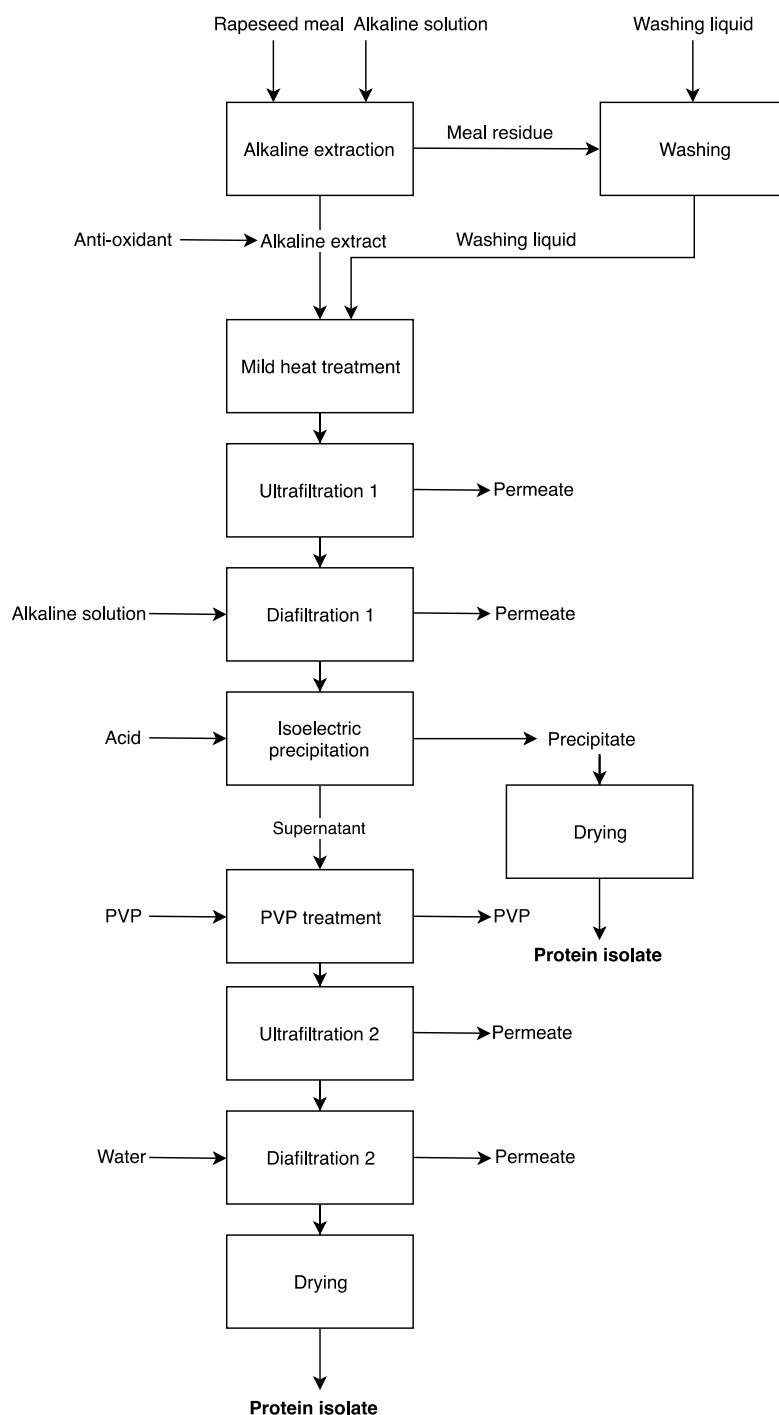 Rapeseed meal
Alkaline solution
Washing liquid
Alkaline extraction
Meal residue
Washing
Anti-oxidant
Alkaline extract
Washing liquid
Mild heat treatment
Ultrafiltration 1
Permeate
Alkaline solution
Diafiltration 1
Permeate
Acid
Isoelectric
precipitation
Precipitate
Supernatant
Drying
PVP
PVP treatment
PVP
Protein isolate
Ultrafiltration 2
Permeate
Water
Diafiltration 2
Permeate
Drying
Protein isolate